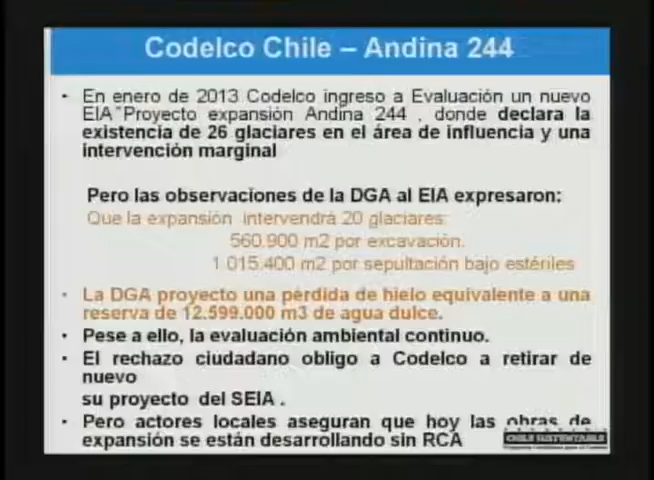 Codelco Chile – Andina 244
• En enero de 2013 Codelco ingreso a Evaluación un nuevo
EIA¨Proyecto expansión Andina 244 , donde declara la
existencia de 26 glaciares en el área de influencia y una
intervención marginal
Pero las observaciones de la DGA al EIA expresaron:
Que la expansión intervendrá 20 glaciares:
560.900 m2 por excavación.
1.015.400 m2 por sepultación bajo estériles
• La DGA proyecto una pérdida de hielo equivalente a una
reserva de 12.599.000 m3 de agua dulce.
• Pese a ello, la evaluación ambiental continuo.
• El rechazo ciudadano obligo a Codelco a retirar de
nuevo
su proyecto del SEIA .
• Pero actores locales aseguran que hoy las obras de
expansión se están desarrollando sin RCA
CHILE SUSTENTABLE